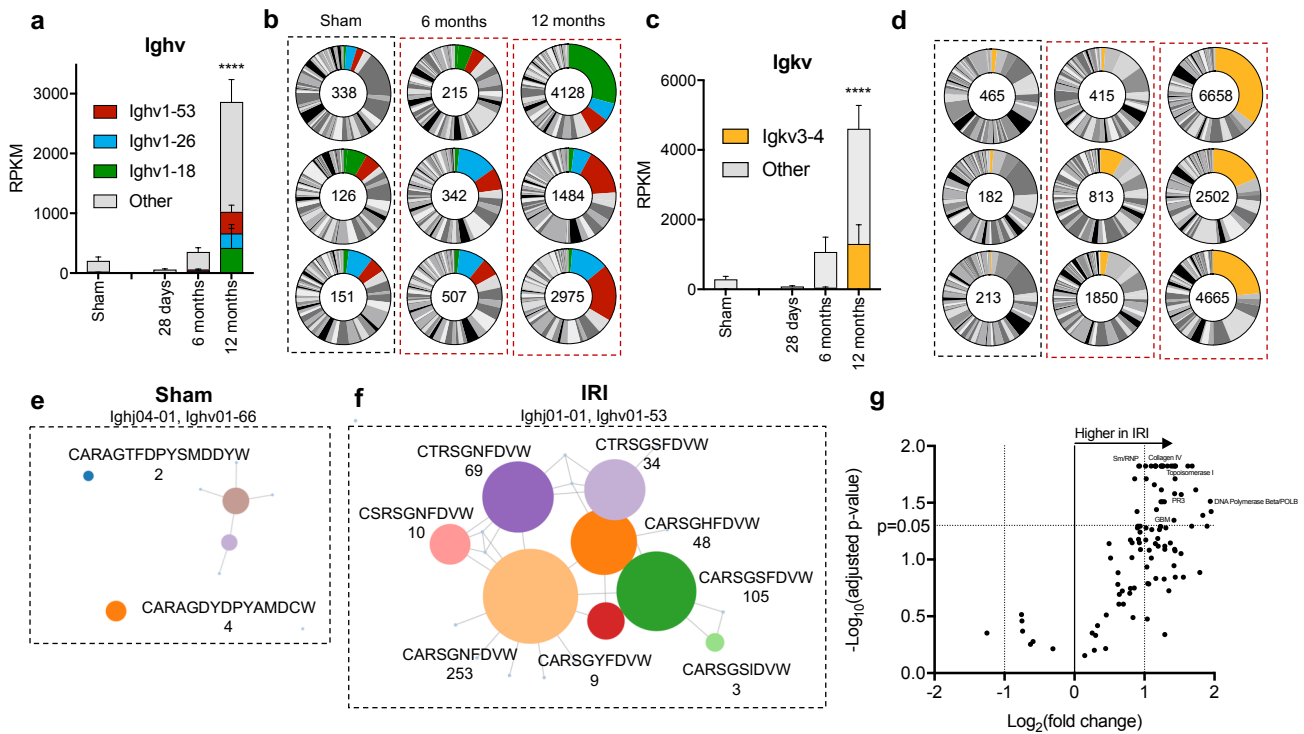 a
Ighv
3000
2000
1000
0
RPKM
****
Ighv1-53
Ighv1-26
Ighv1-18
Other
Sham
28 days
6 months
12 months
b
Sham
6 months
12 months
338
215
4128
126
342
1484
151
507
2975
c
Igkv
6000
4000
2000
0
RPKM
****
Igkv3-4
Other
Sham
28 days
6 months
12 months
d
465
415
6658
182
813
2502
213
1850
4665
e
Sham
Ighj04-01, Ighv01-66
CARAGTFDPYSMDDYW
2
CARAGDYDPYAMDCW
4
f
IRI
Ighj01-01, Ighv01-53
CTRSGNFDVW
69
CTRSGSFDVW
34
CSRSGNFDVW
10
CARSGHFDVW
48
CARSGSFDVW
105
CARSGNFDVW
253
CARSGYFDVW
9
CARSGSIDVW
3
g
Higher in IRI
2.0
1.5
p=0.05
1.0
0.5
0.0
-Log10(adjusted p-value)
Sm/RNP
Collagen IV
Topoisomerase I
PR3
DNA Polymerase Beta/POLB
GBM
-2
-1
0
1
2
Log2(fold change)